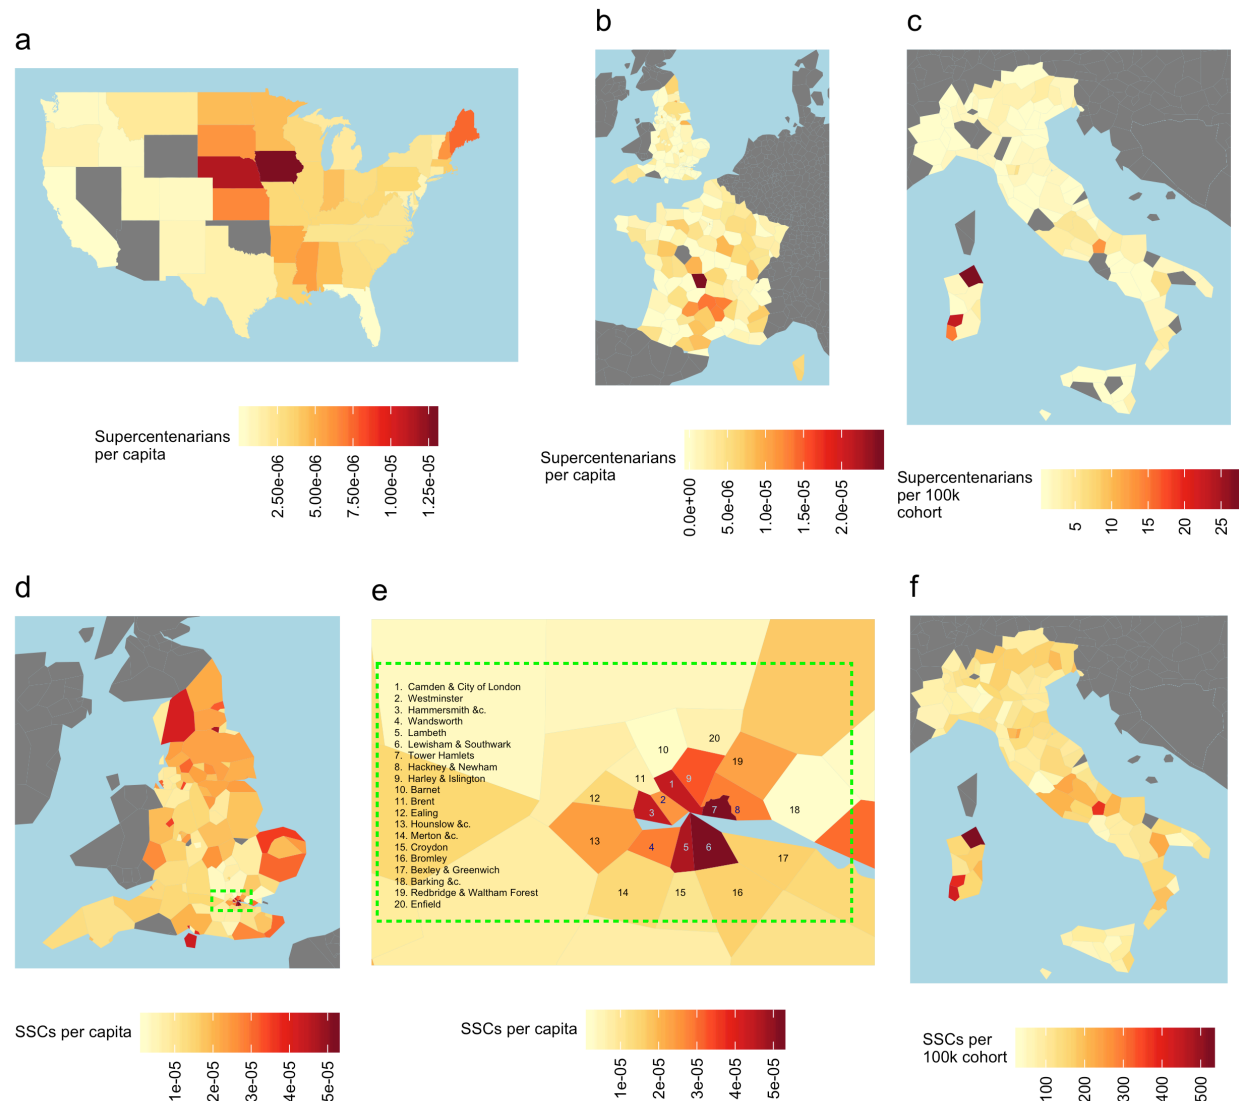 a
b
c
Supercentenarians
per capita
2.50e-06
5.00e-06
7.50e-06
1.00e-05
1.25e-05
Supercentenarians
per capita
0.0e+00
5.0e-06
1.0e-05
1.5e-05
2.0e-05
Supercentenarians
per 100k
cohort
5
10
15
20
25
d
e
f
1. Camden & City of London
2. Westminster
3. Hammersmith &c.
4. Wandsworth
5. Lambeth
6. Lewisham & Southwark
7. Tower Hamlets
8. Hackney & Newham
9. Harley & Islington
10. Barnet
11. Brent
12. Ealing
13. Hounslow &c.
14. Merton &c.
15. Croydon
16. Bromley
17. Bexley & Greenwich
18. Barking &c.
19. Redbridge & Waltham Forest
20. Enfield
10
20
19
11
1
9
12
2
3
7
8
18
13
4
5
6
17
14
15
16
SSCs per capita
1e-05
2e-05
3e-05
4e-05
5e-05
SSCs per capita
1e-05
2e-05
3e-05
4e-05
5e-05
SSCs per
100k cohort
100
200
300
400
500